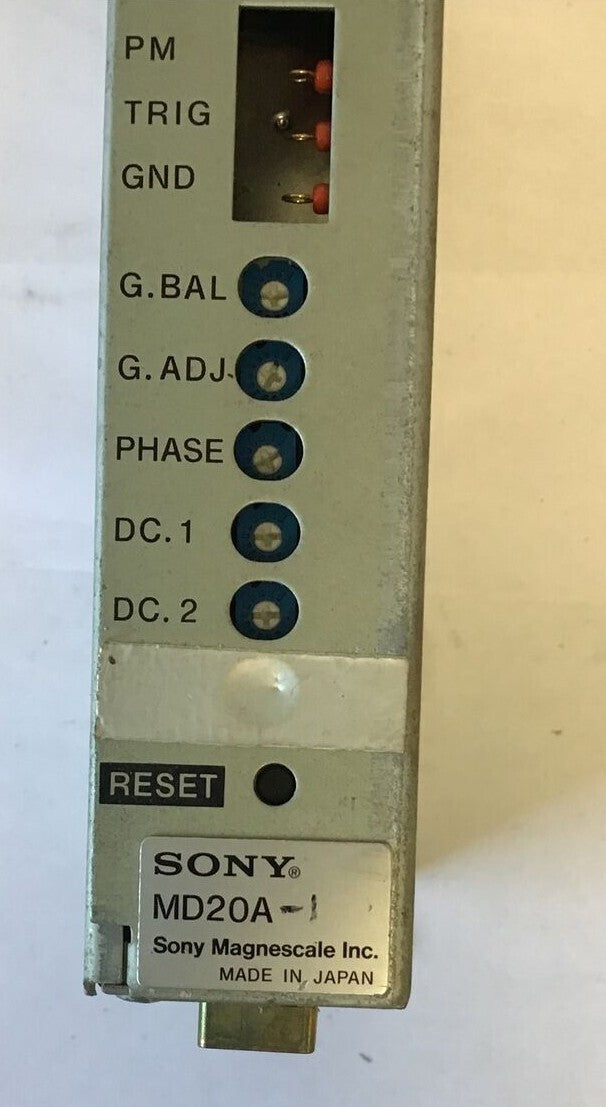 PM
TRIG
GND
G.BAL
G.ADJ
PHASE
DC.1
DC.2
RESET
SONY®
MD20A-1
Sony Magnescale Inc.
MADE IN JAPAN